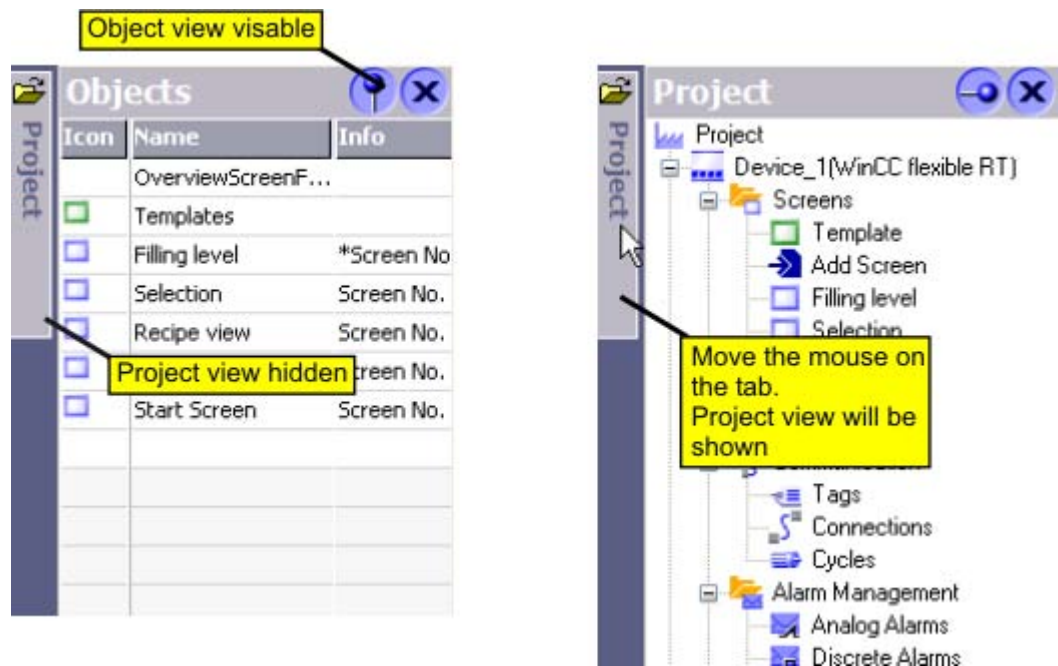 Object view visable
Project
Objects
Icon Name Info
OverviewScreenF...
Templates
Filling level *Screen No
Selection Screen No.
Recipe view Screen No.
Project view hidden
creen No.
Start Screen Screen No.
Project
Project
Project
Device_1(WinCC flexible RT)
Screens
Template
Add Screen
Filling level
Selection
Move the mouse on
the tab.
Project view will be
shown
Tags
Connections
Cycles
Alarm Management
Analog Alarms
Discrete Alarms